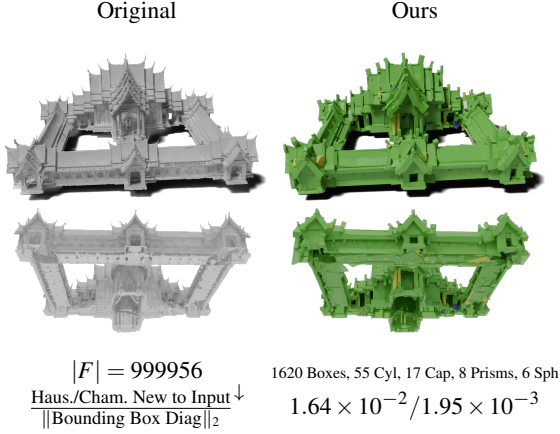 Original
Ours
|F| = 999956
1620 Boxes, 55 Cyl, 17 Cap, 8 Prisms, 6 Sph
Haus./Cham. New to Input ↓
‖Bounding Box Diag‖₂
1.64 × 10⁻²/1.95 × 10⁻³